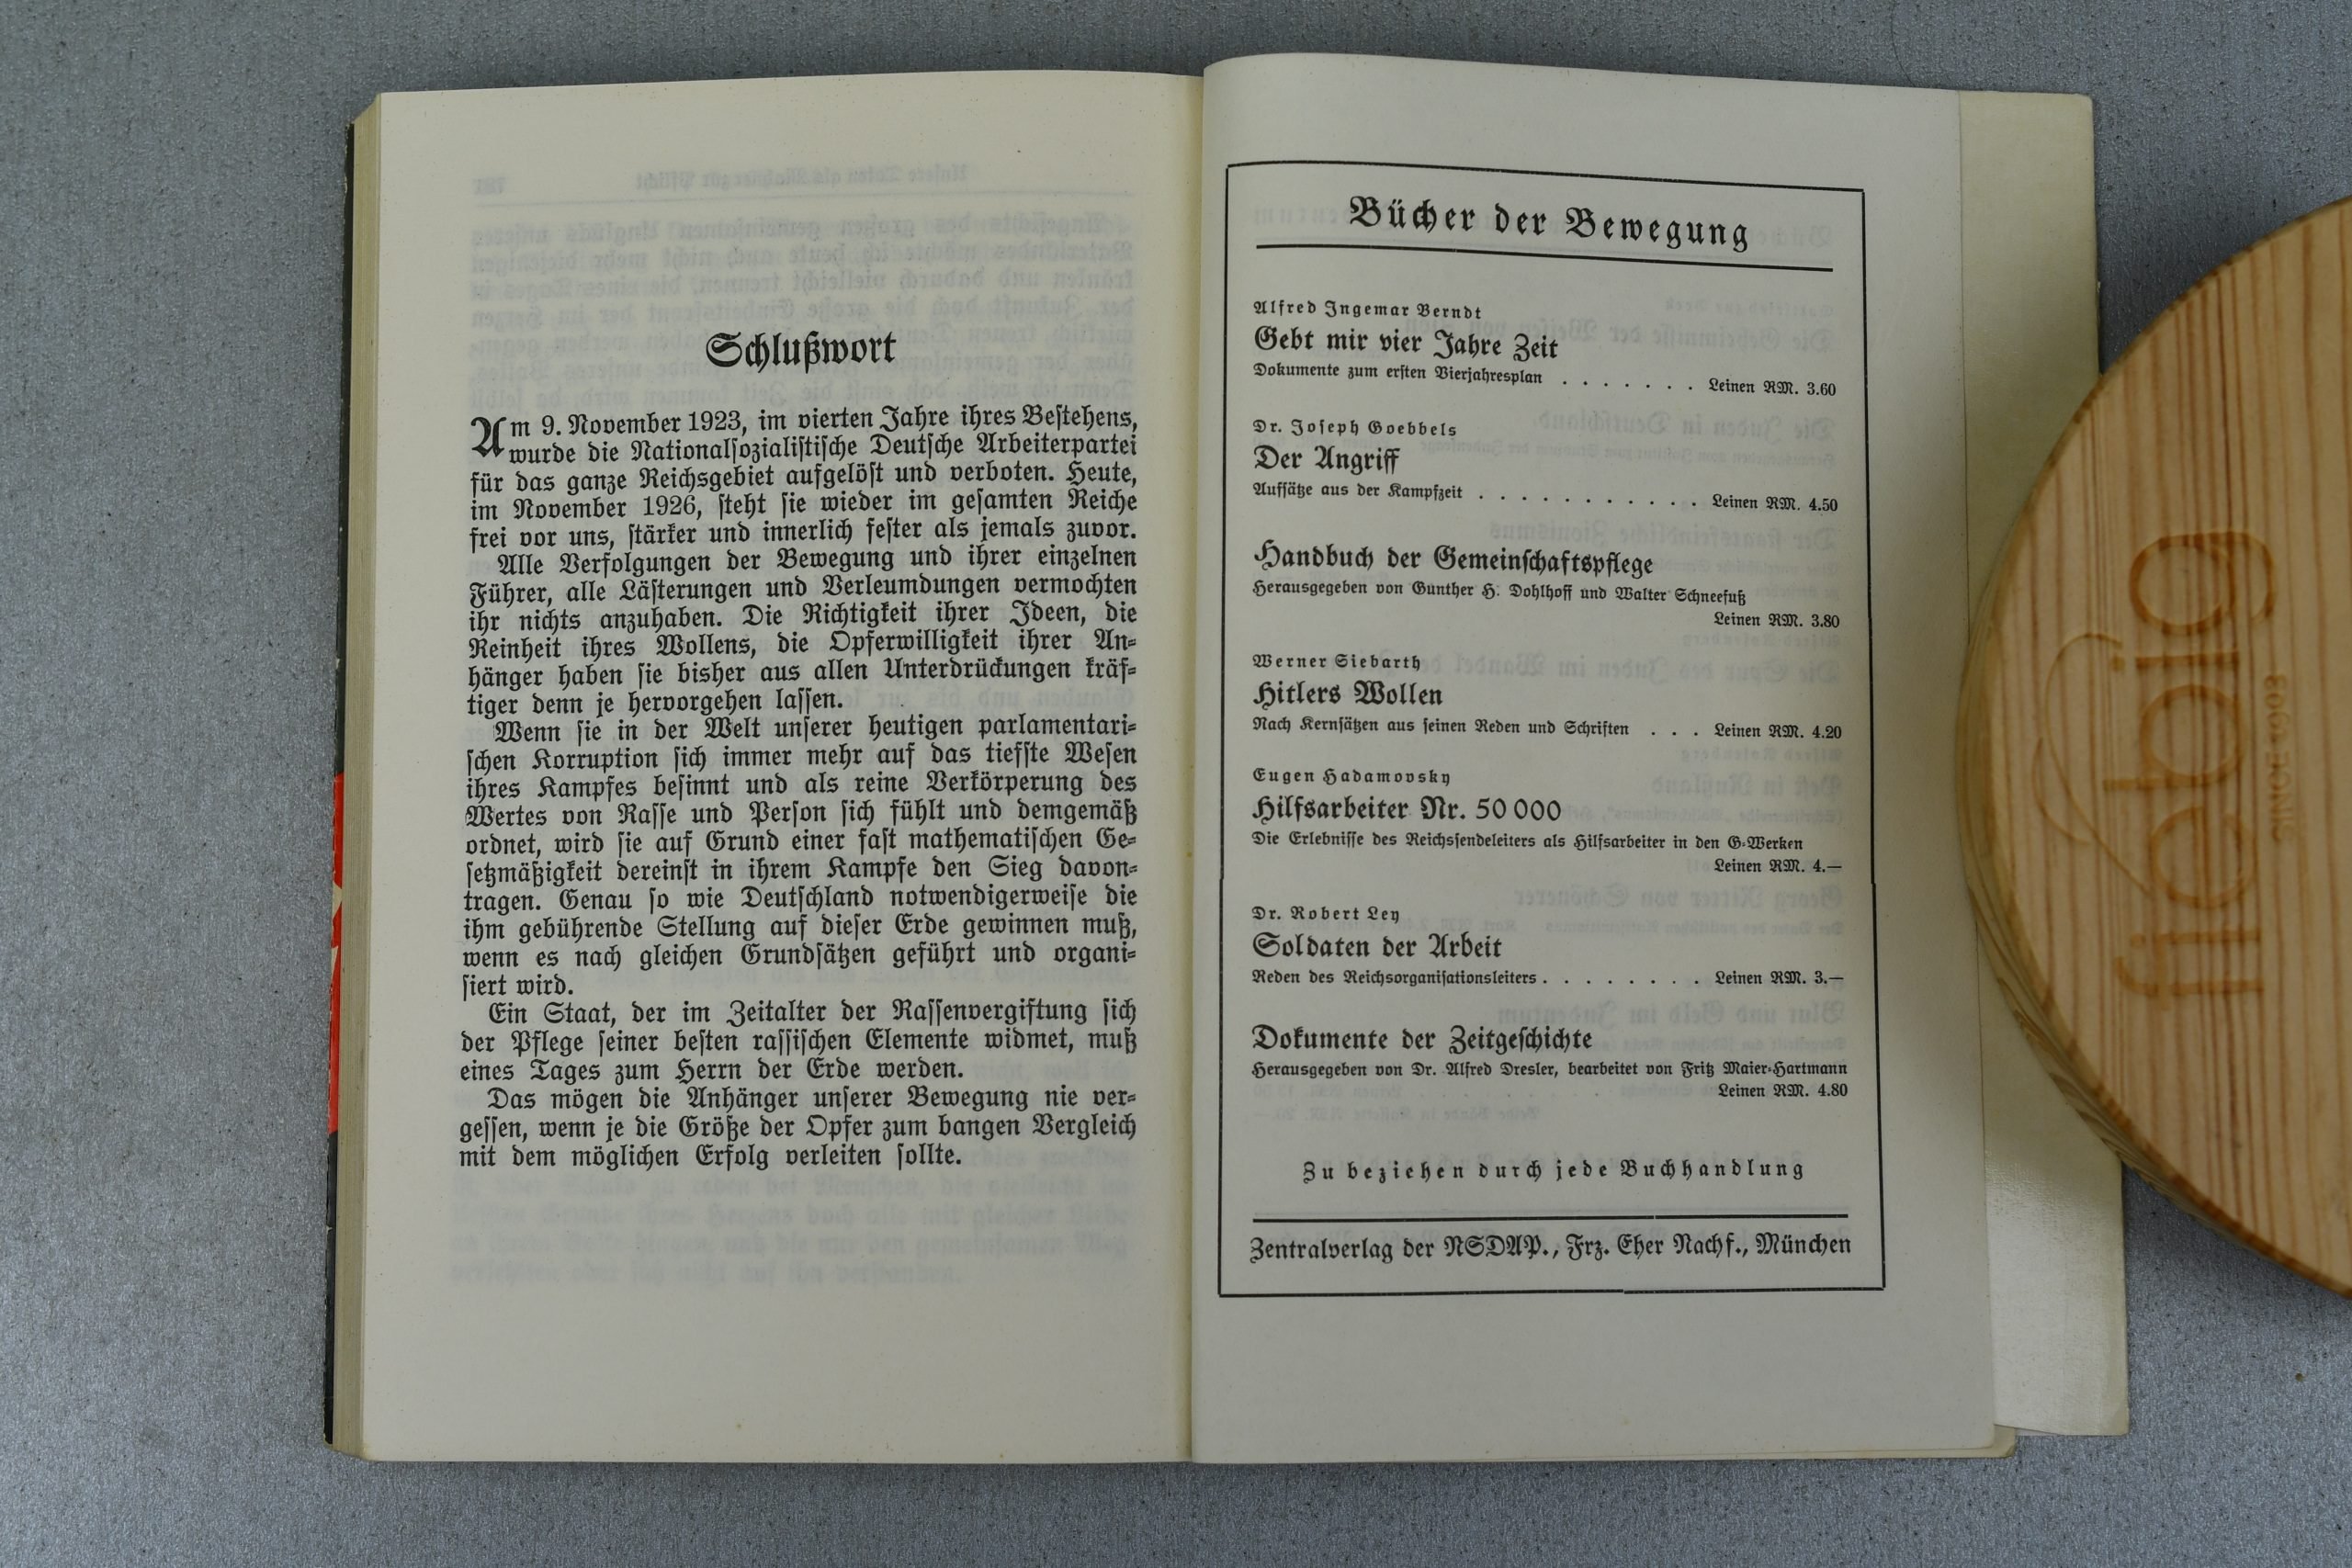 Schlußwort
Am 9. November 1923, im vierten Jahre ihres Bestehens,
wurde die Nationalsozialistische Deutsche Arbeiterpartei
für das ganze Reichsgebiet aufgelöst und verboten. Heute,
im November 1926, steht sie wieder im gesamten Reiche
frei vor uns, stärker und innerlich fester als jemals zuvor.
Alle Verfolgungen der Bewegung und ihrer einzelnen
Führer, alle Lästerungen und Verleumdungen vermochten
ihr nichts anzuhaben. Die Richtigkeit ihrer Ideen, die
Reinheit ihres Wollens, die Opferwilligkeit ihrer An-
hänger haben sie bisher aus allen Unterdrückungen kräf-
tiger denn je hervorgehen lassen.
Wenn sie in der Welt unserer heutigen parlamentari-
schen Korruption sich immer mehr auf das tiefste Wesen
ihres Kampfes besinnt und als reine Verkörperung des
Wertes von Rasse und Person sich fühlt und demgemäß
ordnet, wird sie auf Grund einer fast mathematischen Ge-
setzmäßigkeit dereinst in ihrem Kampfe den Sieg davon-
tragen. Genau so wie Deutschland notwendigerweise die
ihm gebührende Stellung auf dieser Erde gewinnen muß,
wenn es nach gleichen Grundsätzen geführt und organi-
siert wird.
Ein Staat, der im Zeitalter der Rassenvergiftung sich
der Pflege seiner besten rassischen Elemente widmet, muß
eines Tages zum Herrn der Erde werden.
Das mögen die Anhänger unserer Bewegung nie ver-
gessen, wenn je die Größe der Opfer zum bangen Vergleich
mit dem möglichen Erfolg verleiten sollte.
Bücher der Bewegung
Alfred Ingemar Berndt
Gebt mir vier Jahre Zeit
Dokumente zum ersten Vierjahresplan . . . . . . . Leinen RM. 3.60
Dr. Joseph Goebbels
Der Angriff
Aufsätze aus der Kampfzeit . . . . . . . . . . . Leinen RM. 4.50
Handbuch der Gemeinschaftspflege
Herausgegeben von Gunther H. Dohlhoff und Walter Schneefuß
Leinen RM. 3.80
Werner Siebarth
Hitlers Wollen
Nach Kernsätzen aus seinen Reden und Schriften . . . Leinen RM. 4.20
Eugen Hadamovsky
Hilfsarbeiter Nr. 50 000
Die Erlebnisse des Reichssendeleiters als Hilfsarbeiter in den G-Werken
Leinen RM. 4.—
Dr. Robert Ley
Soldaten der Arbeit
Reden des Reichsorganisationsleiters . . . . . . . . Leinen RM. 3.—
Dokumente der Zeitgeschichte
Herausgegeben von Dr. Alfred Dresler, bearbeitet von Fritz Maier-Hartmann
Leinen RM. 4.80
Zu beziehen durch jede Buchhandlung
Zentralverlag der NSDAP., Frz. Eher Nachf., München
fiebig
SINCE 1903